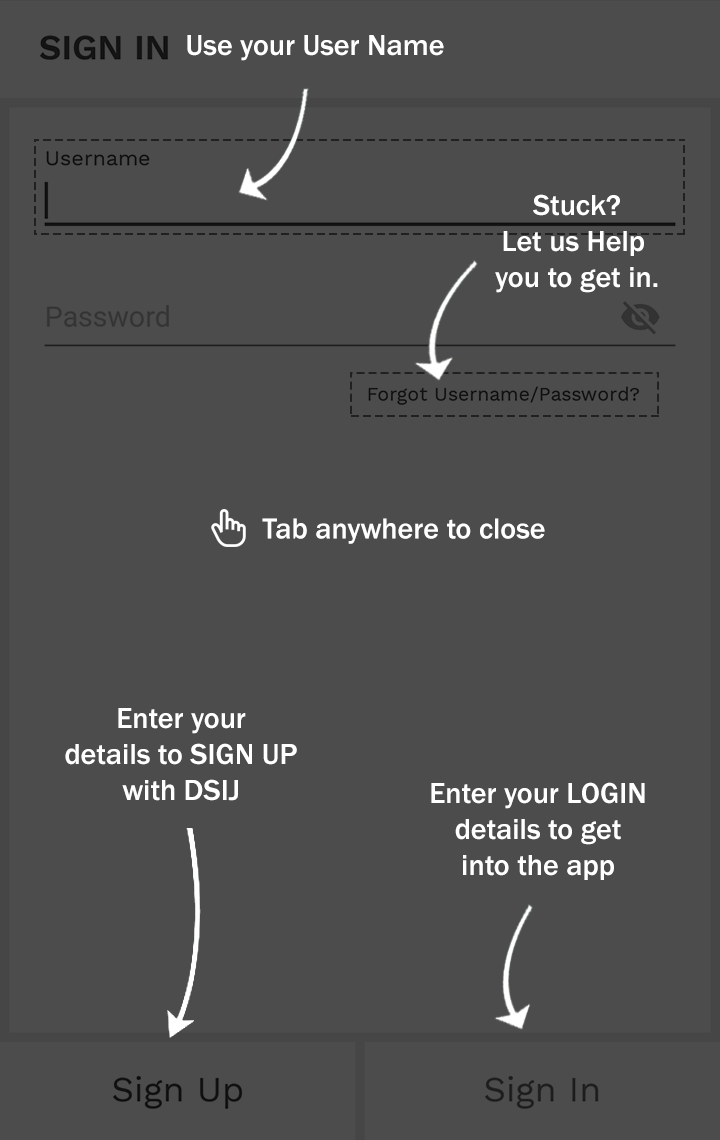 SIGN IN Use your User Name
Username
Stuck?
Let us Help
you to get in.
Password
Forgot Username/Password?
Tab anywhere to close
Enter your
details to SIGN UP
with DSIJ
Enter your LOGIN
details to get
into the app
Sign Up
Sign In